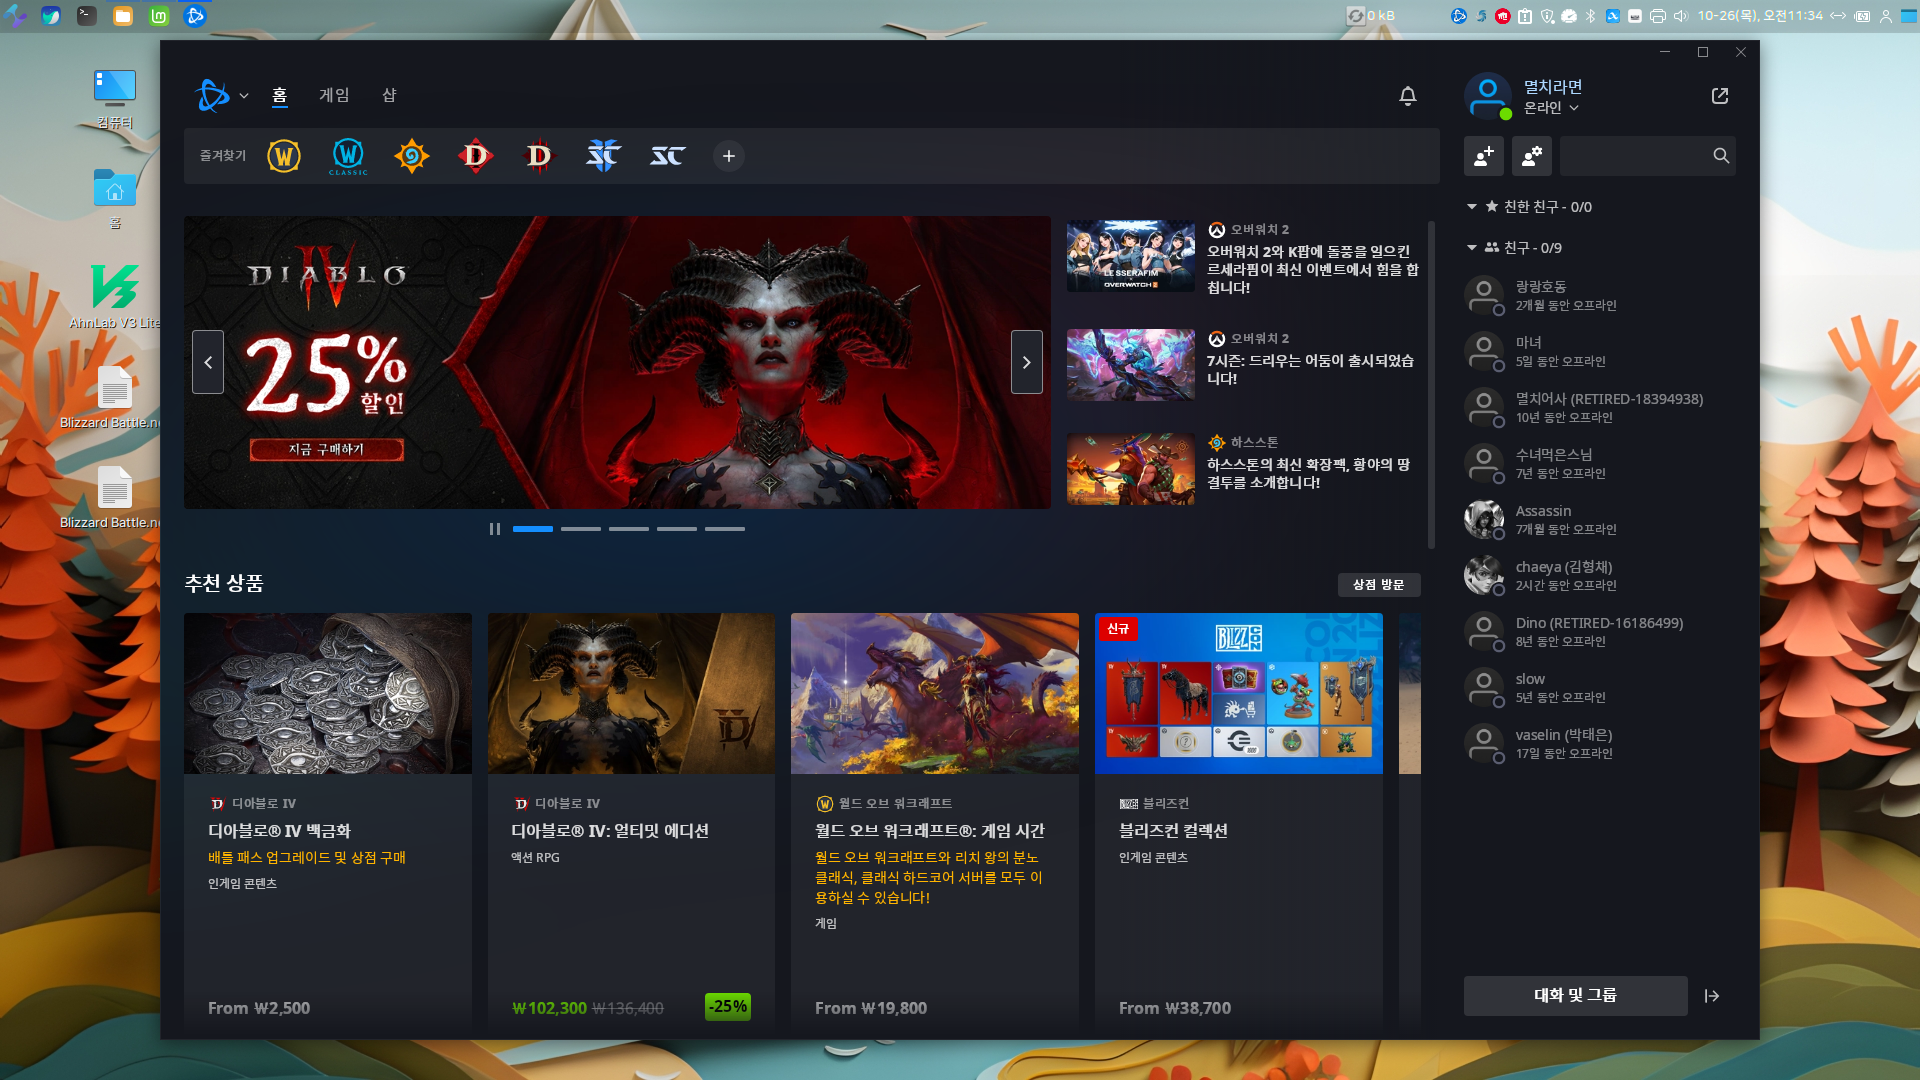 0 kB
10-26(목), 오전11:34
컴퓨터
홈
AhnLab V3 Lite
Blizzard Battle.ne
Blizzard Battle.ne
홈
게임
샵
즐겨찾기
CLASSIC
DIABLO
IV
25%
할인
지금 구매하기
LE SSERAFIM
OVERWATCH 2
오버워치 2
오버워치 2와 K팝에 돌풍을 일으킨
르세라핌이 최신 이벤트에서 힘을 합
칩니다!
오버워치 2
7시즌: 드리우는 어둠이 출시되었습
니다!
하스스톤
하스스톤의 최신 확장팩, 황야의 땅
결투를 소개합니다!
추천 상품
상점 방문
디아블로 IV
디아블로® IV 백금화
배틀 패스 업그레이드 및 상점 구매
인게임 콘텐츠
From ₩2,500
디아블로 IV
디아블로® IV: 얼티밋 에디션
액션 RPG
₩102,300 ₩136,400
-25%
월드 오브 워크래프트
월드 오브 워크래프트®: 게임 시간
월드 오브 워크래프트와 리치 왕의 분노
클래식, 클래식 하드코어 서버를 모두 이
용하실 수 있습니다!
게임
From ₩19,800
신규
BLIZZCON
블리즈컨
블리즈컨 컬렉션
인게임 콘텐츠
From ₩38,700
멸치라면
온라인
친한 친구 - 0/0
친구 - 0/9
랑랑호동
2개월 동안 오프라인
마녀
5일 동안 오프라인
멸치어사 (RETIRED-18394938)
10년 동안 오프라인
수녀먹은스님
7년 동안 오프라인
Assassin
7개월 동안 오프라인
chaeya (김형채)
2시간 동안 오프라인
Dino (RETIRED-16186499)
8년 동안 오프라인
slow
5년 동안 오프라인
vaselin (박태은)
17일 동안 오프라인
대화 및 그룹